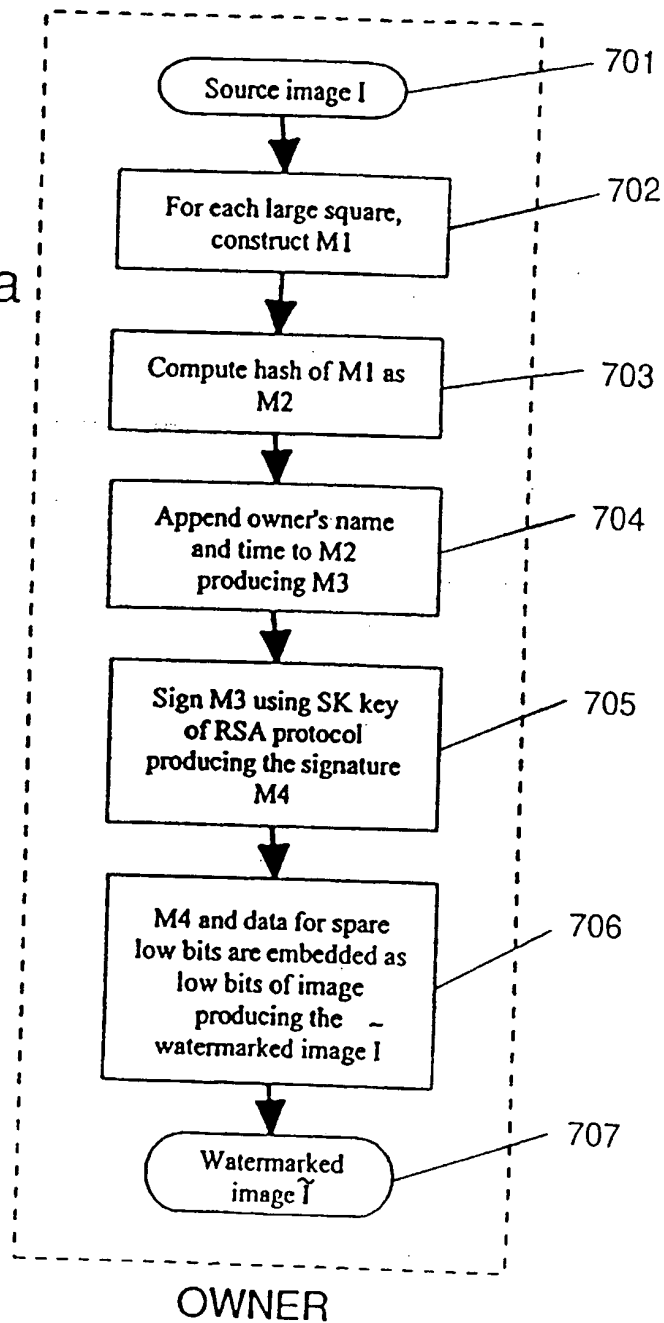 701
Source image I
702
For each large square,
construct M1
a
703
Compute hash of M1 as
M2
704
Append owner's name
and time to M2
producing M3
705
Sign M3 using SK key
of RSA protocol
producing the signature
M4
706
M4 and data for spare
low bits are embedded as
low bits of image
producing the ~
watermarked image I
707
Watermarked
image Ĩ
OWNER